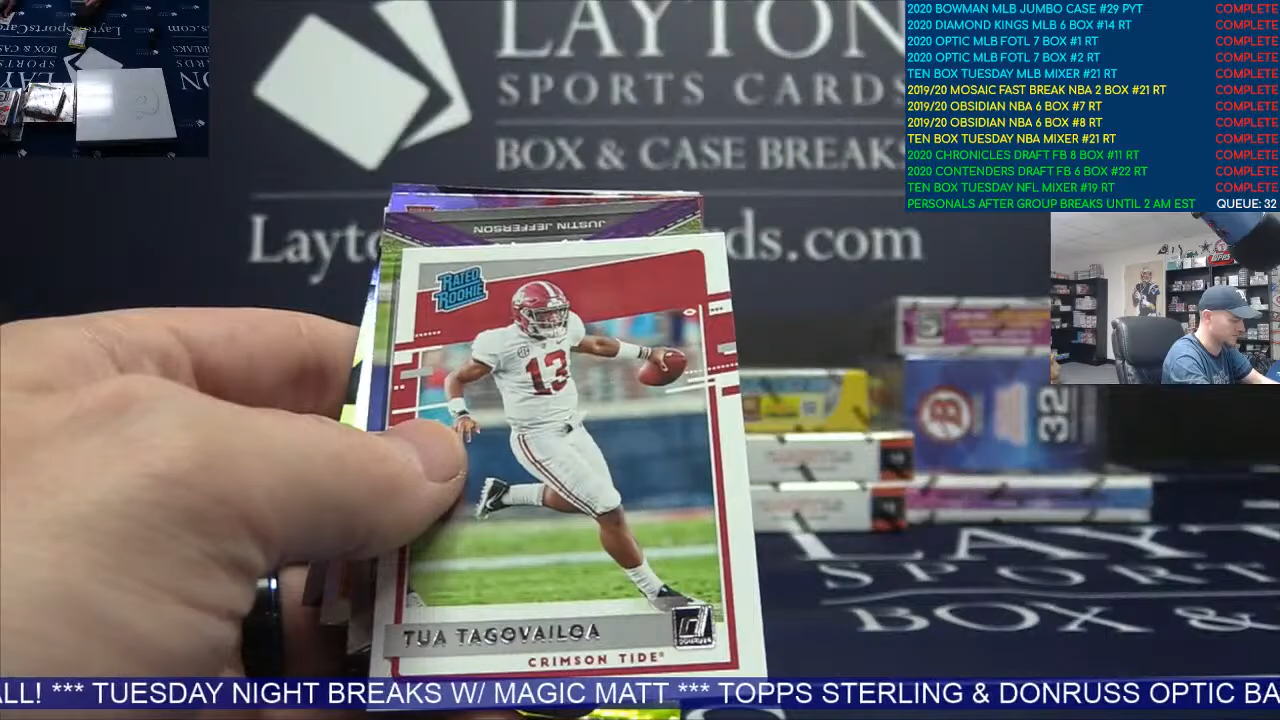 LAYTON
SPORTS CARDS
BOX & CASE BREAKS
2020 BOWMAN MLB JUMBO CASE #29 PYT COMPLETE
2020 DIAMOND KINGS MLB 6 BOX #14 RT COMPLETE
2020 OPTIC MLB FOTL 7 BOX #1 RT COMPLETE
2020 OPTIC MLB FOTL 7 BOX #2 RT COMPLETE
TEN BOX TUESDAY MLB MIXER #21 RT COMPLETE
2019/20 MOSAIC FAST BREAK NBA 2 BOX #21 RT COMPLETE
2019/20 OBSIDIAN NBA 6 BOX #7 RT COMPLETE
2019/20 OBSIDIAN NBA 6 BOX #8 RT COMPLETE
TEN BOX TUESDAY NBA MIXER #21 RT COMPLETE
2020 CHRONICLES DRAFT FB 8 BOX #11 RT COMPLETE
2020 CONTENDERS DRAFT FB 6 BOX #22 RT COMPLETE
TEN BOX TUESDAY NFL MIXER #19 RT COMPLETE
PERSONALS AFTER GROUP BREAKS UNTIL 2 AM EST QUEUE: 32
JUSTIN JEFFERSON
RATED
ROOKIE
13
TUA TAGOVAILOA
DONRUSS
CRIMSON TIDE
B
32
LAYT
SPORT
BOX &
ALL! *** TUESDAY NIGHT BREAKS W/ MAGIC MATT *** TOPPS STERLING & DONRUSS OPTIC BA